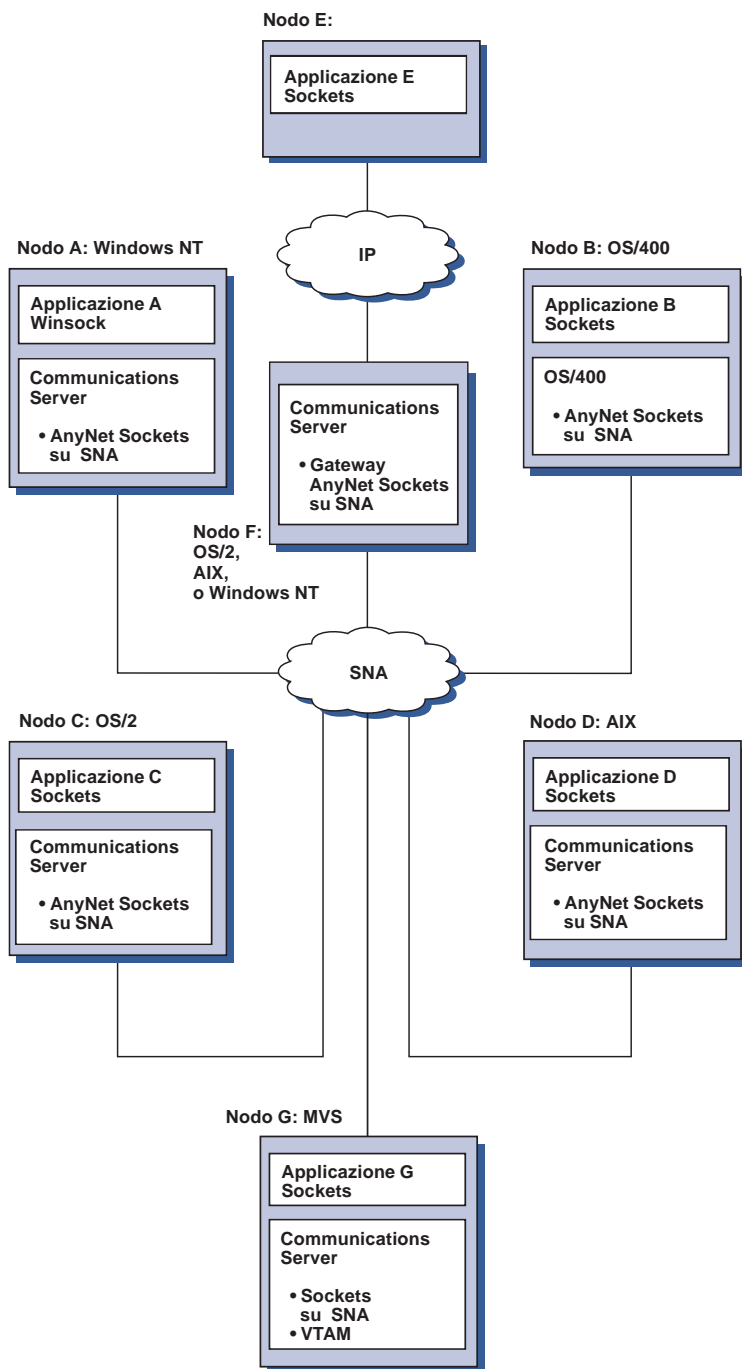 Nodo E:
Applicazione E
Sockets
IP
Nodo A: Windows NT
Applicazione A
Winsock
Communications
Server
• AnyNet Sockets
su SNA
Nodo B: OS/400
Applicazione B
Sockets
OS/400
• AnyNet Sockets
su SNA
Communications
Server
• Gateway
AnyNet Sockets
su SNA
Nodo F:
OS/2,
AIX,
o Windows NT
SNA
Nodo C: OS/2
Applicazione C
Sockets
Communications
Server
• AnyNet Sockets
su SNA
Nodo D: AIX
Applicazione D
Sockets
Communications
Server
• AnyNet Sockets
su SNA
Nodo G: MVS
Applicazione G
Sockets
Communications
Server
• Sockets
su SNA
• VTAM